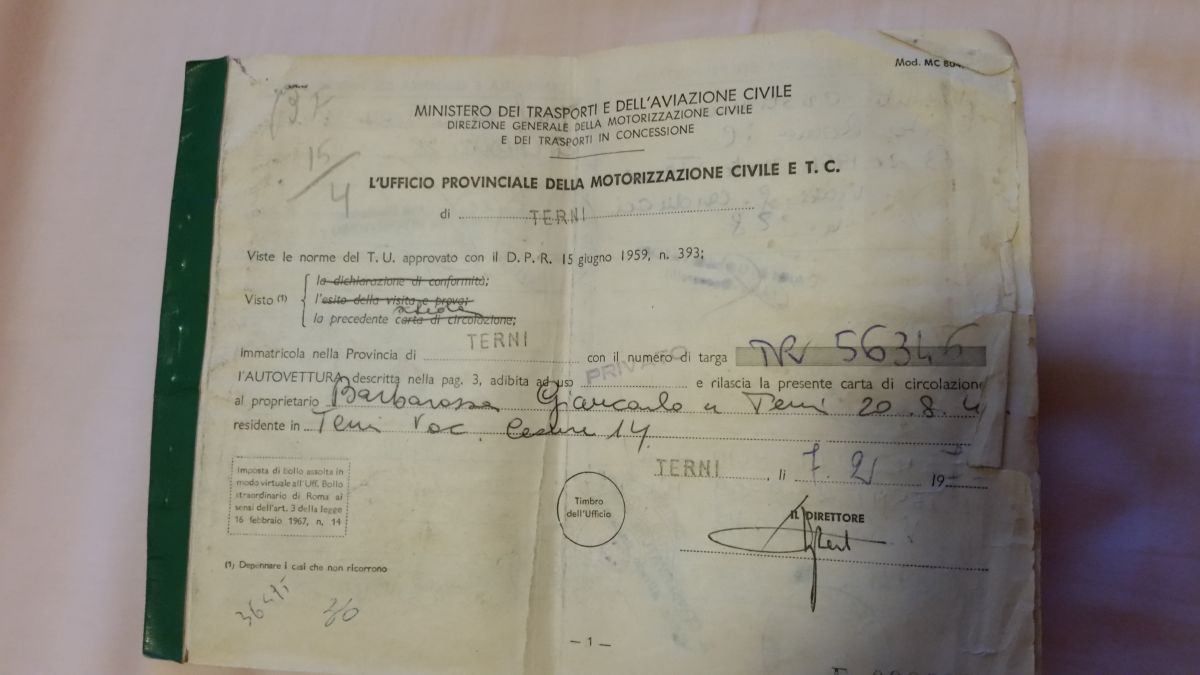 Mod. MC 804
15/4
MINISTERO DEI TRASPORTI E DELL'AVIAZIONE CIVILE
DIREZIONE GENERALE DELLA MOTORIZZAZIONE CIVILE
E DEI TRASPORTI IN CONCESSIONE
L'UFFICIO PROVINCIALE DELLA MOTORIZZAZIONE CIVILE E T. C.
di TERNI
Viste le norme del T. U. approvato con il D. P. R. 15 giugno 1959, n. 393;
la dichiarazione di conformità;
Visto (1) l'esito della visita e prova;
la precedente carta di circolazione;
immatricola nella Provincia di TERNI con il numero di targa TR 56346
l'AUTOVETTURA descritta nella pag. 3, adibita ad uso PRIVATO e rilascia la presente carta di circolazione
al proprietario Barbarossa Giancarlo n Terni 20.8.4
residente in Terni Voc. 14
TERNI, lì 7.2 19
Imposta di bollo assolta in
modo virtuale all'Uff. Bollo
straordinario di Roma ai
sensi dell'art. 3 della legge
16 febbraio 1967, n. 14
Timbro
dell'Ufficio
IL DIRETTORE
(1) Depennare i casi che non ricorrono
— 1 —